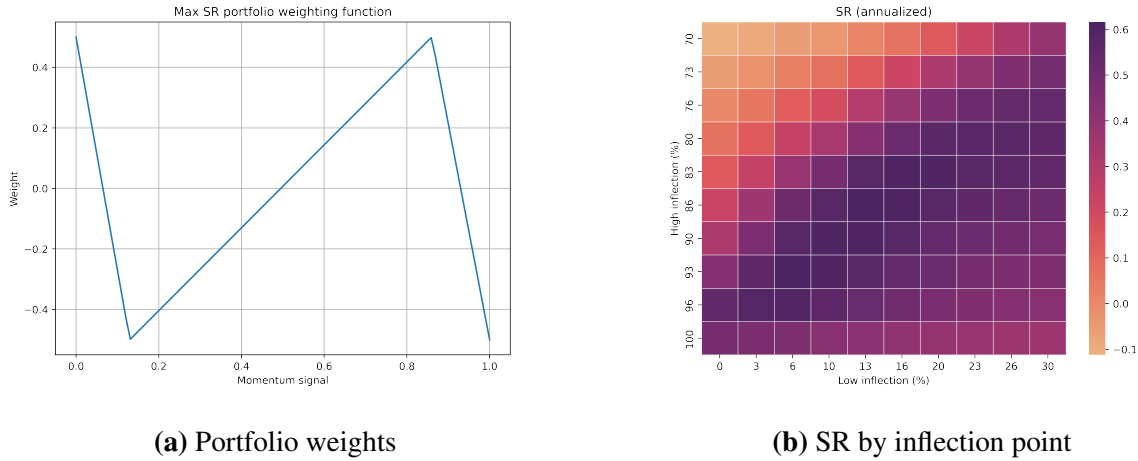 Max SR portfolio weighting function
Weight
0.4
0.2
0.0
−0.2
−0.4
0.0 0.2 0.4 0.6 0.8 1.0
Momentum signal
(a) Portfolio weights
SR (annualized)
High inflection (%)
70
73
76
80
83
86
90
93
96
100
0 3 6 10 13 16 20 23 26 30
Low inflection (%)
0.6
0.5
0.4
0.3
0.2
0.1
0.0
−0.1
(b) SR by inflection point